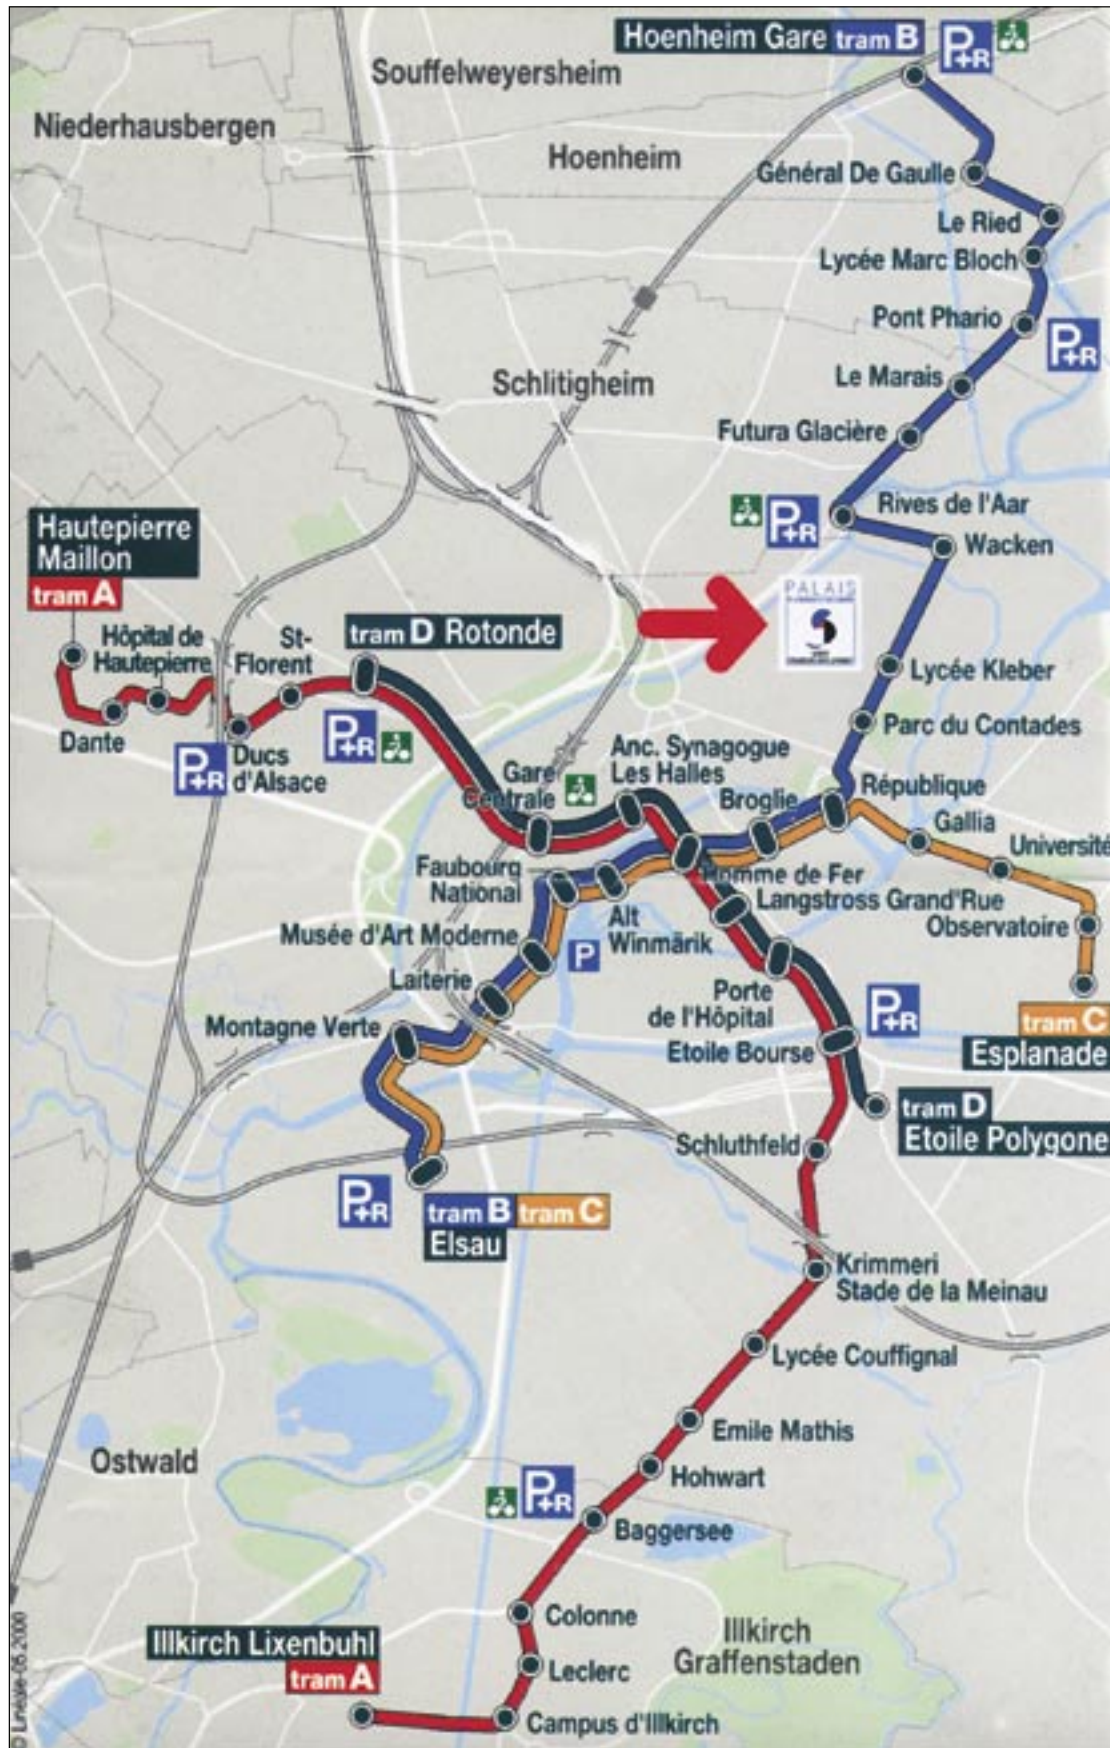 Hoenheim Gare tram B
P+R
Souffelweyersheim
Niederhausbergen
Hoenheim
Général De Gaulle
Le Ried
Lycée Marc Bloch
Pont Phario
P+R
Le Marais
Schlitigheim
Futura Glacière
Rives de l'Aar
P+R
Wacken
Hautepierre
Maillon
tram A
PALAIS
Hôpital de
Hautepierre
St-
Florent
tram D Rotonde
Lycée Kleber
Parc du Contades
Dante
P+R
Ducs
d'Alsace
P+R
Gare
Centrale
Anc. Synagogue
Les Halles
Broglie
République
Gallia
Université
Faubourg
National
Homme de Fer
Langstross Grand'Rue
Observatoire
Alt
Winmärik
Musée d'Art Moderne
P
Laiterie
Porte
de l'Hôpital
P+R
Montagne Verte
Etoile Bourse
tram C
Esplanade
tram D
Etoile Polygone
Schluthfeld
P+R
tram B tram C
Elsau
Krimmeri
Stade de la Meinau
Lycée Couffignal
Emile Mathis
Ostwald
Hohwart
P+R
Baggersee
Colonne
Illkirch
Graffenstaden
Illkirch Lixenbuhl
tram A
Leclerc
Campus d'Illkirch
© Linéale-05.2000